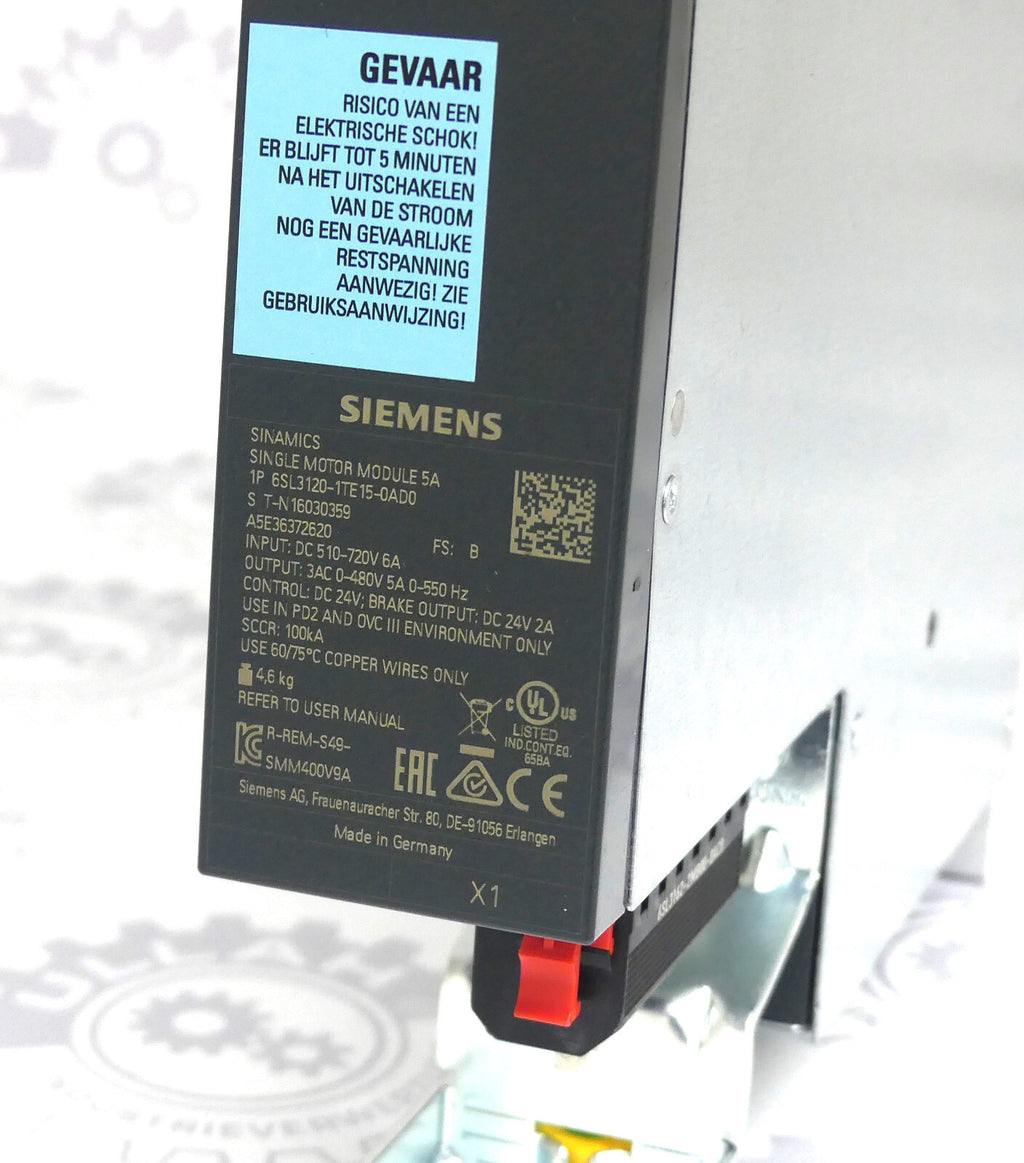 GEVAAR
RISICO VAN EEN
ELEKTRISCHE SCHOK!
ER BLIJFT TOT 5 MINUTEN
NA HET UITSCHAKELEN
VAN DE STROOM
NOG EEN GEVAARLIJKE
RESTSPANNING
AANWEZIG! ZIE
GEBRUIKSAANWIJZING!
SIEMENS
SINAMICS
SINGLE MOTOR MODULE 5A
1P 6SL3120-1TE15-0AD0
S T-N16030359
A5E36372620
FS: B
INPUT: DC 510-720V 6A
OUTPUT: 3AC 0-480V 5A 0-550 Hz
CONTROL: DC 24V; BRAKE OUTPUT: DC 24V 2A
USE IN PD2 AND OVC III ENVIRONMENT ONLY
SCCR: 100kA
USE 60/75°C COPPER WIRES ONLY
4,6 kg
REFER TO USER MANUAL
C UL US
LISTED
IND.CONT.EQ.
65BA
R-REM-S49-
SMM400V9A
EAC CE
Siemens AG, Frauenauracher Str. 80, DE-91056 Erlangen
Made in Germany
X1